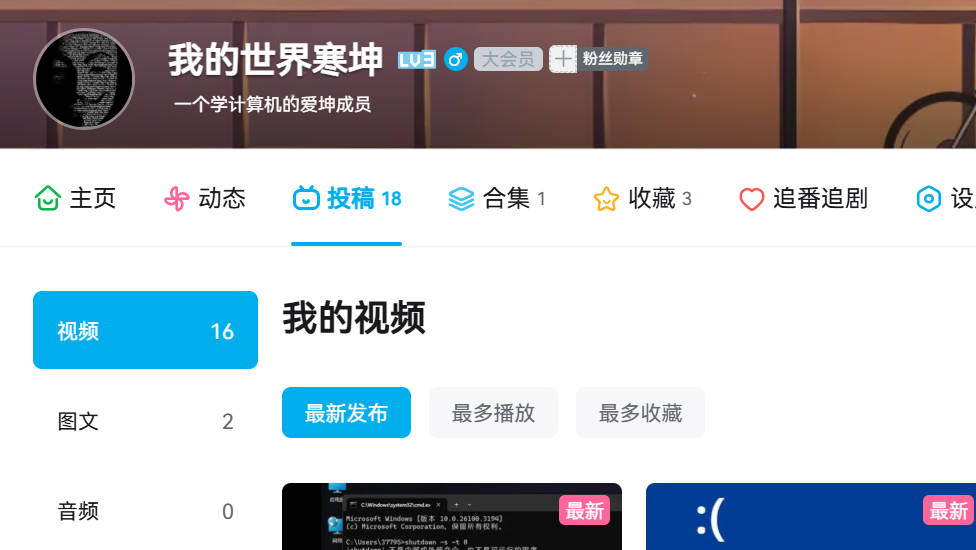 我的世界寒坤 LV3 大会员 粉丝勋章
一个学计算机的爱坤成员
主页 动态 投稿 18 合集 1 收藏 3 追番追剧 设
视频 16
我的视频
最新发布 最多播放 最多收藏
图文 2
音频 0
最新
C:\Windows\system32\cmd.ex
Microsoft Windows [版本 10.0.26100.3194]
(c) Microsoft Corporation。保留所有权利。
C:\Users\37795>shutdown -s -t 0
:(
最新